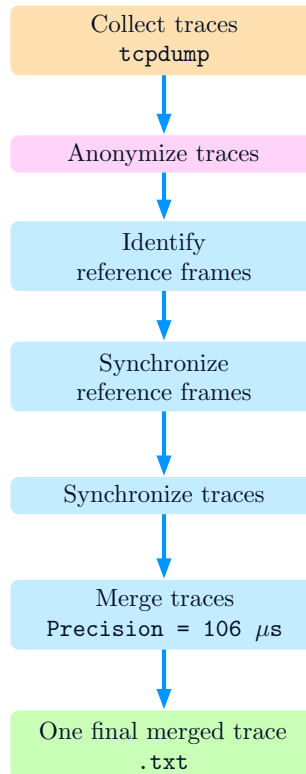 Collect traces
tcpdump
Anonymize traces
Identify
reference frames
Synchronize
reference frames
Synchronize traces
Merge traces
Precision = 106 μs
One final merged trace
.txt